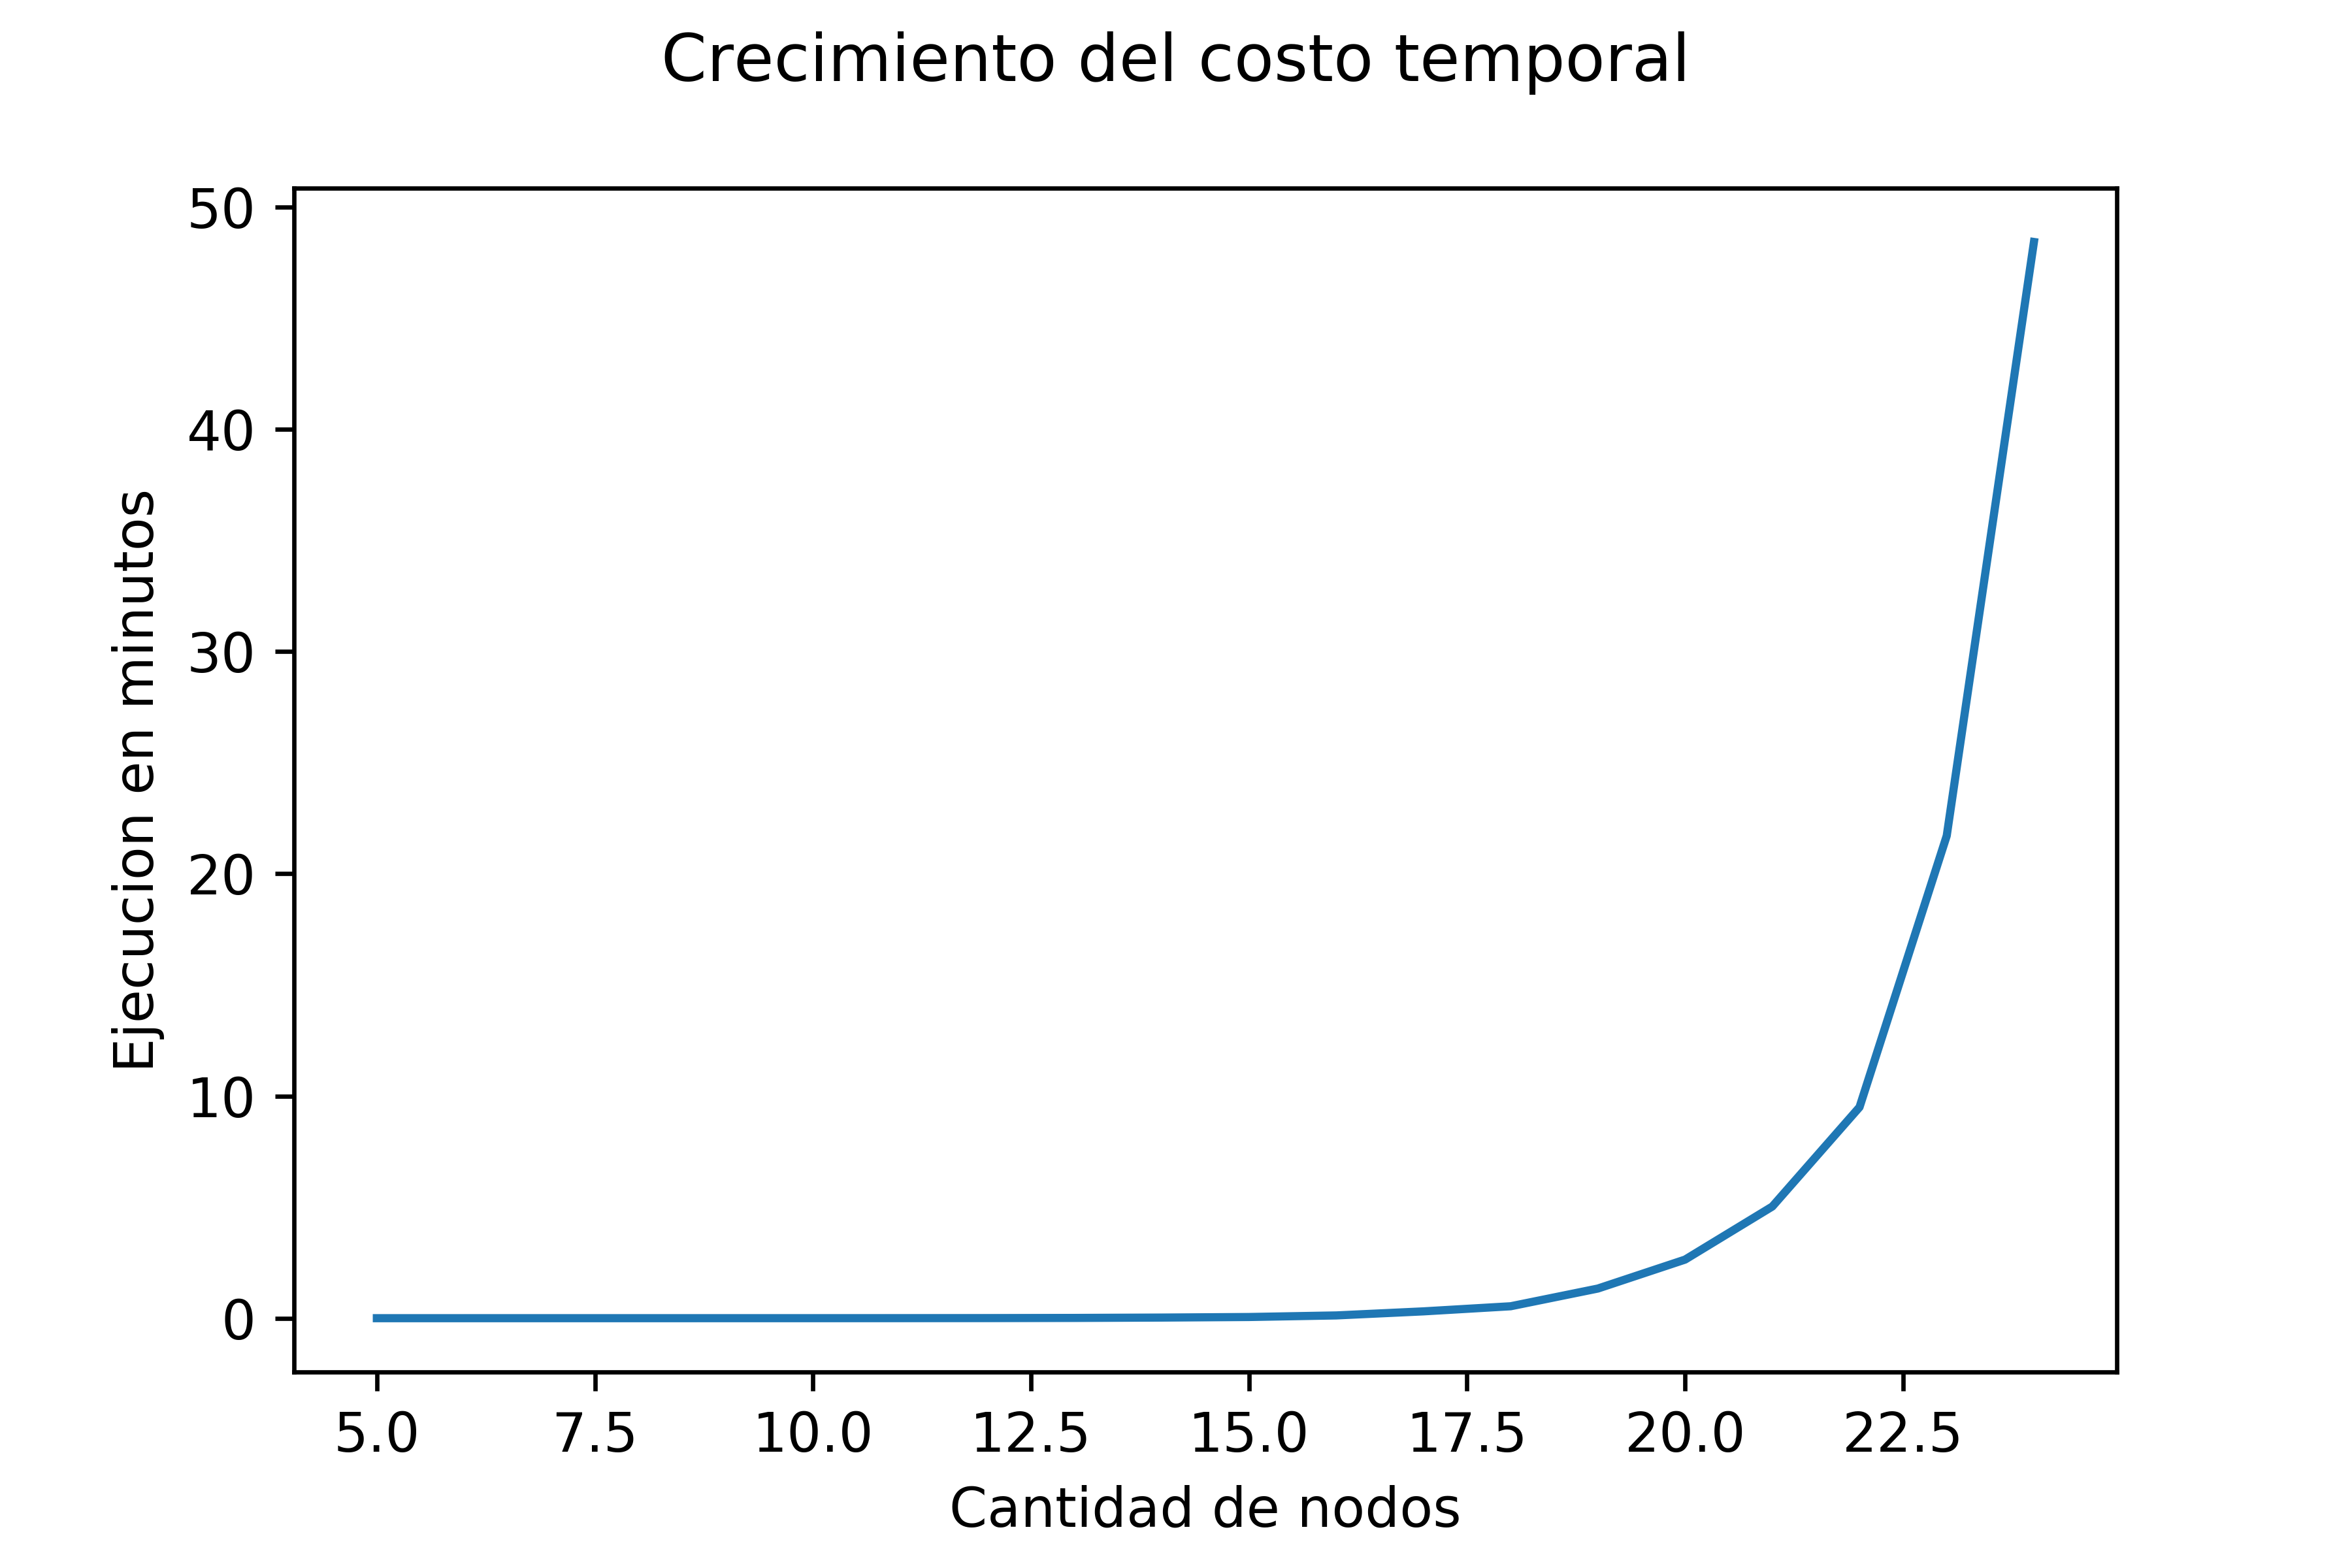 Crecimiento del costo temporal
50
40
30
20
10
0
Ejecucion en minutos
5.0 7.5 10.0 12.5 15.0 17.5 20.0 22.5
Cantidad de nodos